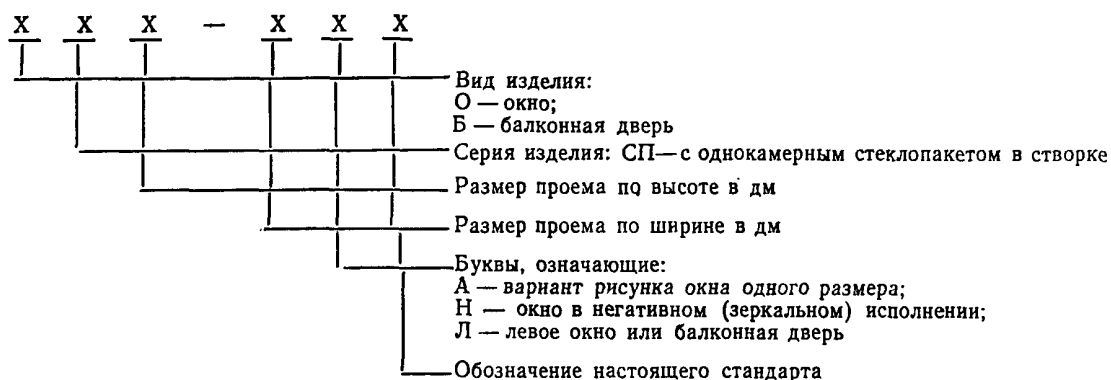 X X X — X X X
Вид изделия:
О — окно;
Б — балконная дверь
Серия изделия: СП — с однокамерным стеклопакетом в створке
Размер проема по высоте в дм
Размер проема по ширине в дм
Буквы, означающие:
А — вариант рисунка окна одного размера;
Н — окно в негативном (зеркальном) исполнении;
Л — левое окно или балконная дверь
Обозначение настоящего стандарта